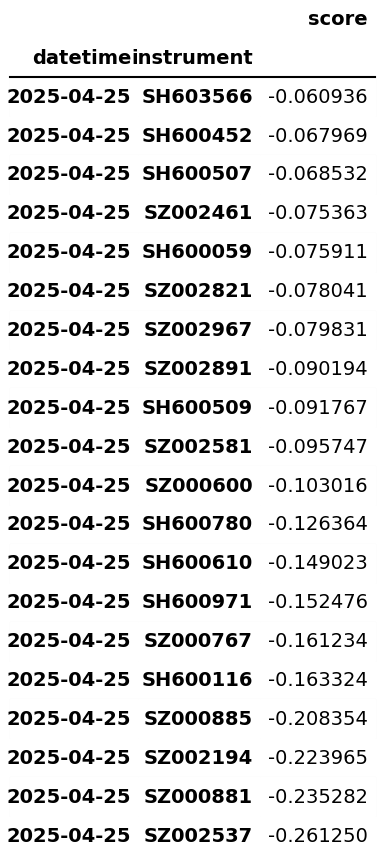 score
datetime instrument
2025-04-25 SH603566 -0.060936
2025-04-25 SH600452 -0.067969
2025-04-25 SH600507 -0.068532
2025-04-25 SZ002461 -0.075363
2025-04-25 SH600059 -0.075911
2025-04-25 SZ002821 -0.078041
2025-04-25 SZ002967 -0.079831
2025-04-25 SZ002891 -0.090194
2025-04-25 SH600509 -0.091767
2025-04-25 SZ002581 -0.095747
2025-04-25 SZ000600 -0.103016
2025-04-25 SH600780 -0.126364
2025-04-25 SH600610 -0.149023
2025-04-25 SH600971 -0.152476
2025-04-25 SZ000767 -0.161234
2025-04-25 SH600116 -0.163324
2025-04-25 SZ000885 -0.208354
2025-04-25 SZ002194 -0.223965
2025-04-25 SZ000881 -0.235282
2025-04-25 SZ002537 -0.261250